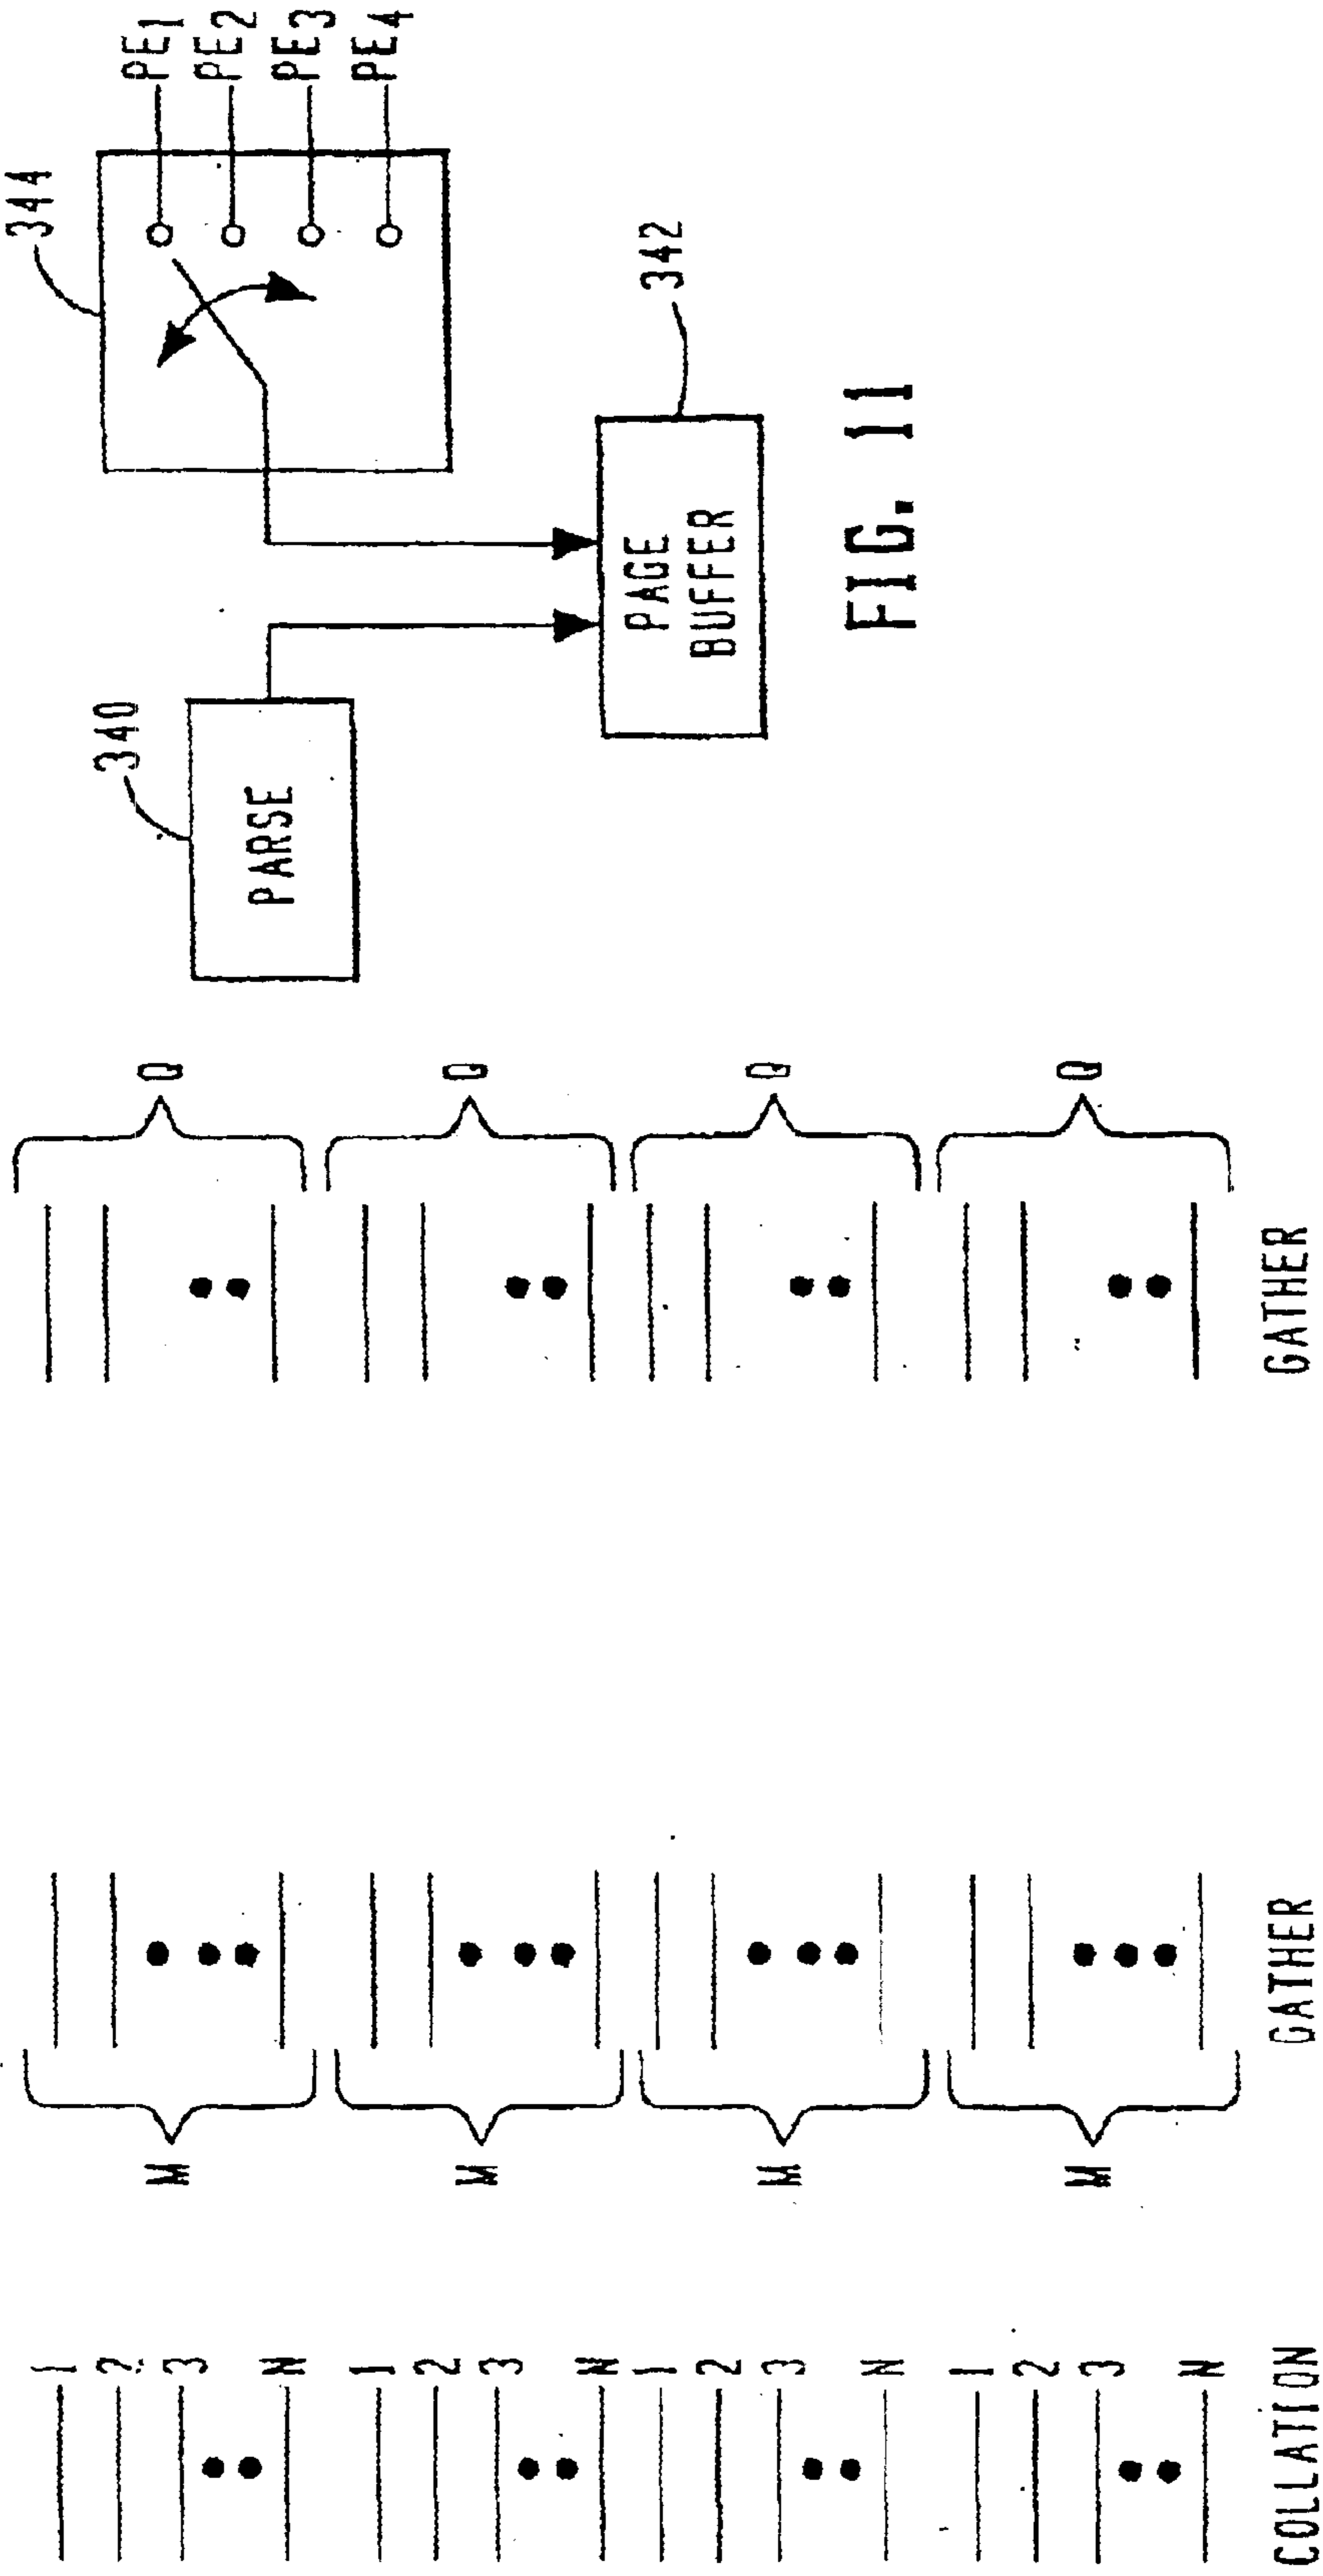 1
2
3
N
1
2
3
N
1
2
3
N
1
2
3
N
COLLATION
M
M
M
M
GATHER
Q
Q
Q
Q
GATHER
340
PARSE
344
PE1
PE2
PE3
PE4
PAGE
BUFFER
342
FIG. 11